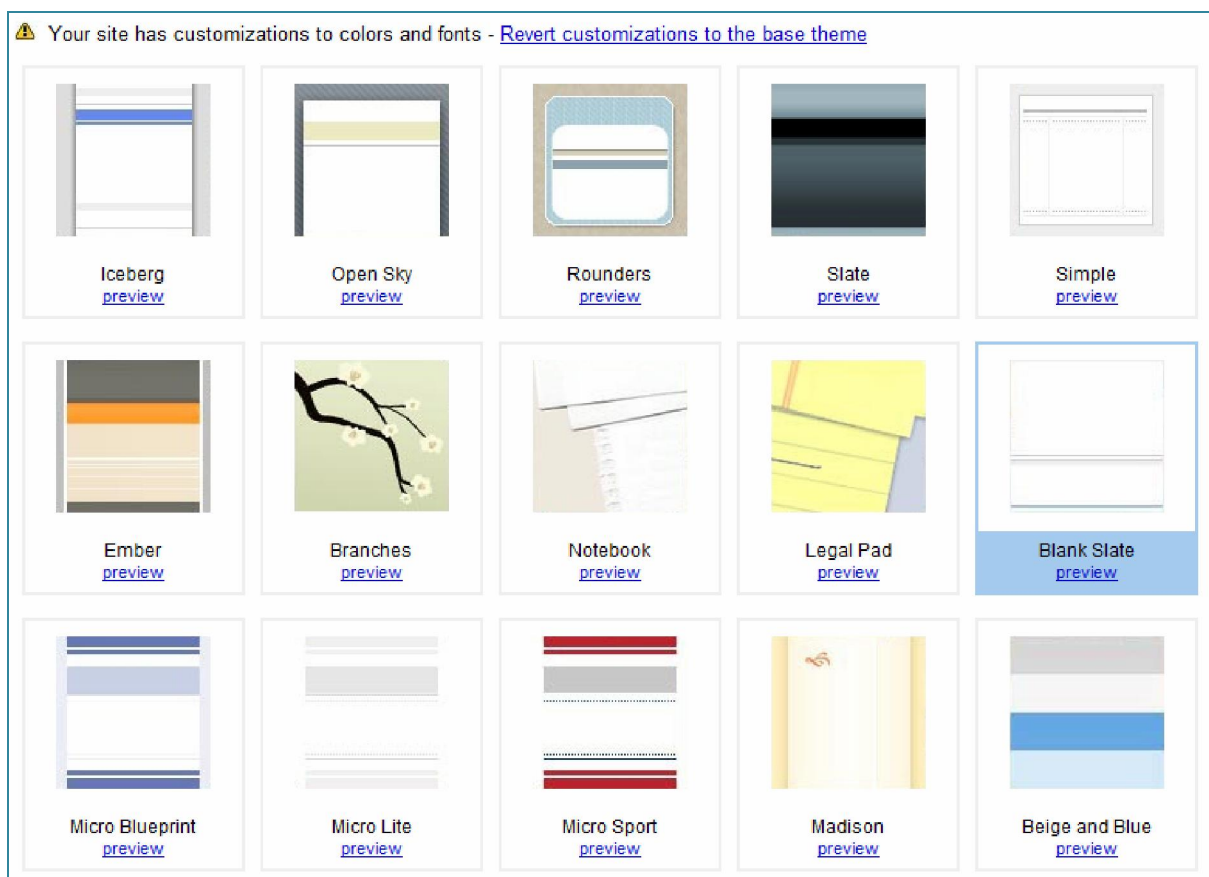 Your site has customizations to colors and fonts - Revert customizations to the base theme
Iceberg
preview
Open Sky
preview
Rounders
preview
Slate
preview
Simple
preview
Ember
preview
Branches
preview
Notebook
preview
Legal Pad
preview
Blank Slate
preview
Micro Blueprint
preview
Micro Lite
preview
Micro Sport
preview
Madison
preview
Beige and Blue
preview